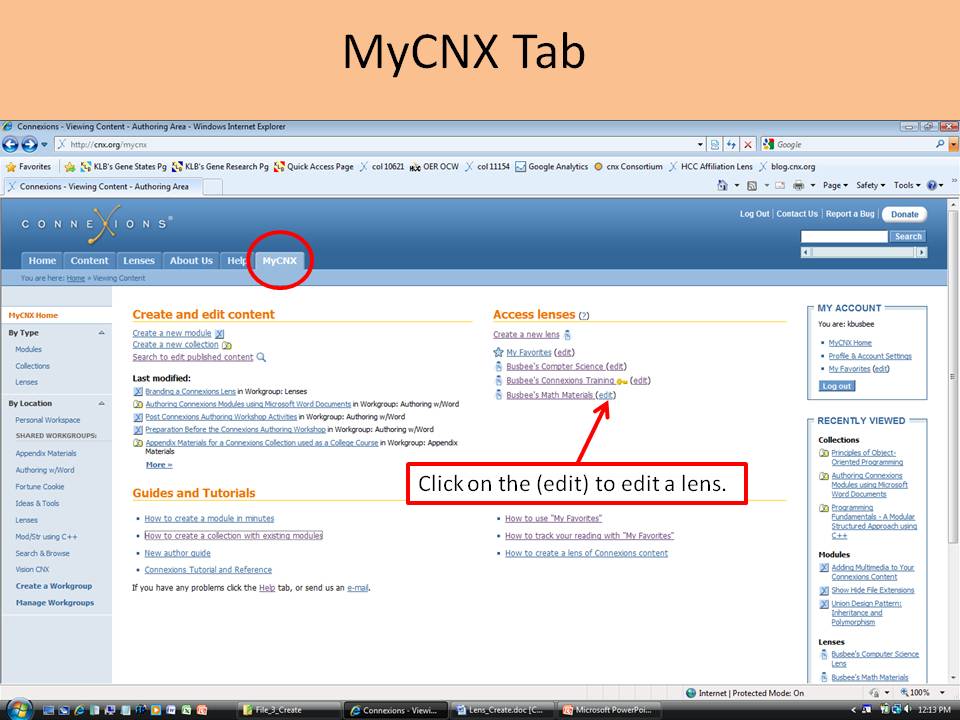 MyCNX Tab
Connexions - Viewing Content - Authoring Area - Windows Internet Explorer
http://cnx.org/mycnx
Google
Favorites KLB's Gene States Pg KLB's Gene Research Pg Quick Access Page col 10621 OER OCW col 11154 Google Analytics cnx Consortium HCC Affiliation Lens blog.cnx.org
Connexions - Viewing Content - Authoring Area
Page Safety Tools
CONNEXIONS®
Log Out | Contact Us | Report a Bug | Donate
Search
Home Content Lenses About Us Help MyCNX
You are here: Home » Viewing Content
MyCNX Home
By Type
Modules
Collections
Lenses
By Location
Personal Workspace
SHARED WORKGROUPS:
Appendix Materials
Authoring w/Word
Fortune Cookie
Ideas & Tools
Lenses
Mod/Str using C++
Search & Browse
Vision CNX
Create a Workgroup
Manage Workgroups
Create and edit content
Create a new module
Create a new collection
Search to edit published content
Last modified:
Branding a Connexions Lens in Workgroup: Lenses
Authoring Connexions Modules using Microsoft Word Documents in Workgroup: Authoring w/Word
Post Connexions Authoring Workshop Activities in Workgroup: Authoring w/Word
Preparation Before the Connexions Authoring Workshop in Workgroup: Authoring w/Word
Appendix Materials for a Connexions Collection used as a College Course in Workgroup: Appendix
Materials
More »
Access lenses (?)
Create a new lens
My Favorites (edit)
Busbee's Compter Science (edit)
Busbee's Connexions Training (edit)
Busbee's Math Materials (edit)
Click on the (edit) to edit a lens.
Guides and Tutorials
How to create a module in minutes
How to create a collection with existing modules
New author guide
Connexions Tutorial and Reference
How to use "My Favorites"
How to track your reading with "My Favorites"
How to create a lens of Connexions content
If you have any problems click the Help tab, or send us an e-mail.
MY ACCOUNT
You are: kbusbee
MyCNX Home
Profile & Account Settings
My Favorites (edit)
Log out
RECENTLY VIEWED
Collections
Principles of Object-
Oriented Programming
Authoring Connexions
Modules using Microsoft
Word Documents
Programming
Fundamentals - A Modular
Structured Approach using
C++
Modules
Adding Multimedia to Your
Connexions Content
Show Hide File Extensions
Union Design Pattern:
Inheritance and
Polymorphism
Lenses
Busbee's Computer Science
Lens
Busbee's Math Materials
Internet | Protected Mode: On
100%
File_3_Create
Connexions - Viewi...
Lens_Create.doc [C...
Microsoft PowerPoi...
12:13 PM